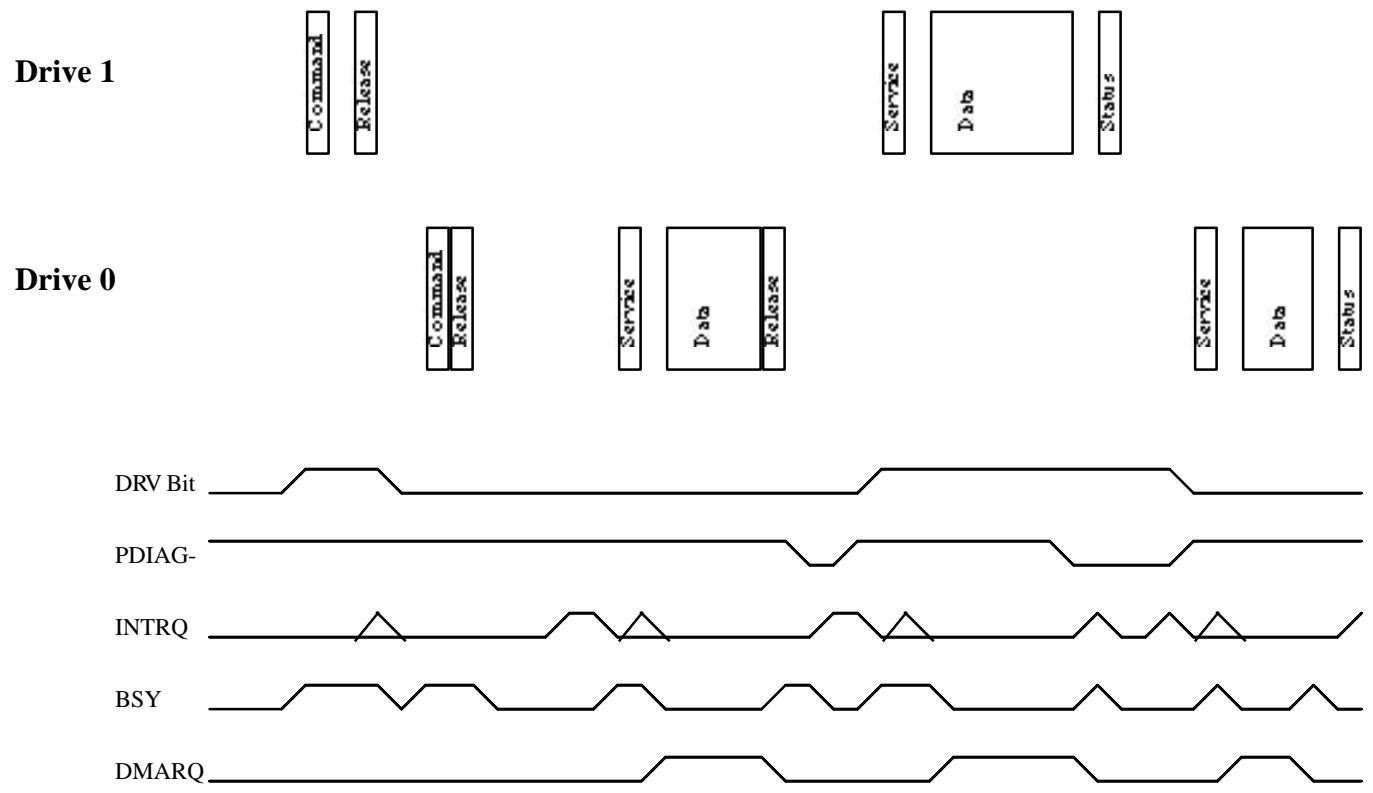 Drive 1
Command
Release
Service
Data
Status
Drive 0
Command
Release
Service
Data
Release
Service
Data
Status
DRV Bit
PDIAG-
INTRQ
BSY
DMARQ